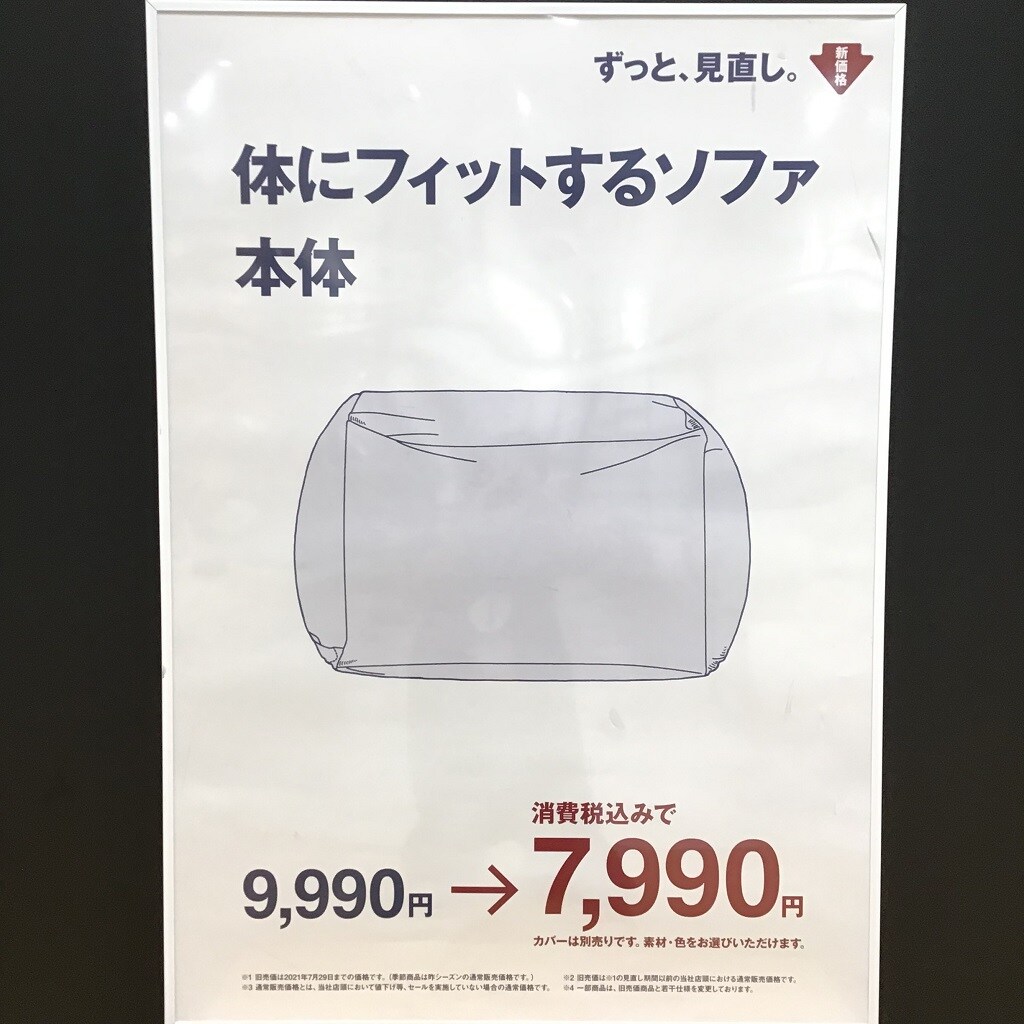 ずっと、見直し。
新価格
体にフィットするソファ
本体
消費税込みで
9,990円→7,990円
カバーは別売りです。素材・色をお選びいただけます。
※1 旧売価は2021年7月29日までの価格です。(季節商品は昨シーズンの通常販売価格です。)
※2 旧売価は※1の見直し期間以前の当社店頭における通常販売価格です。
※3 通常販売価格とは、当社店頭において値下げ等、セールを実施していない場合の通常価格です。
※4 一部商品は、旧売価商品と若干仕様を変更しております。